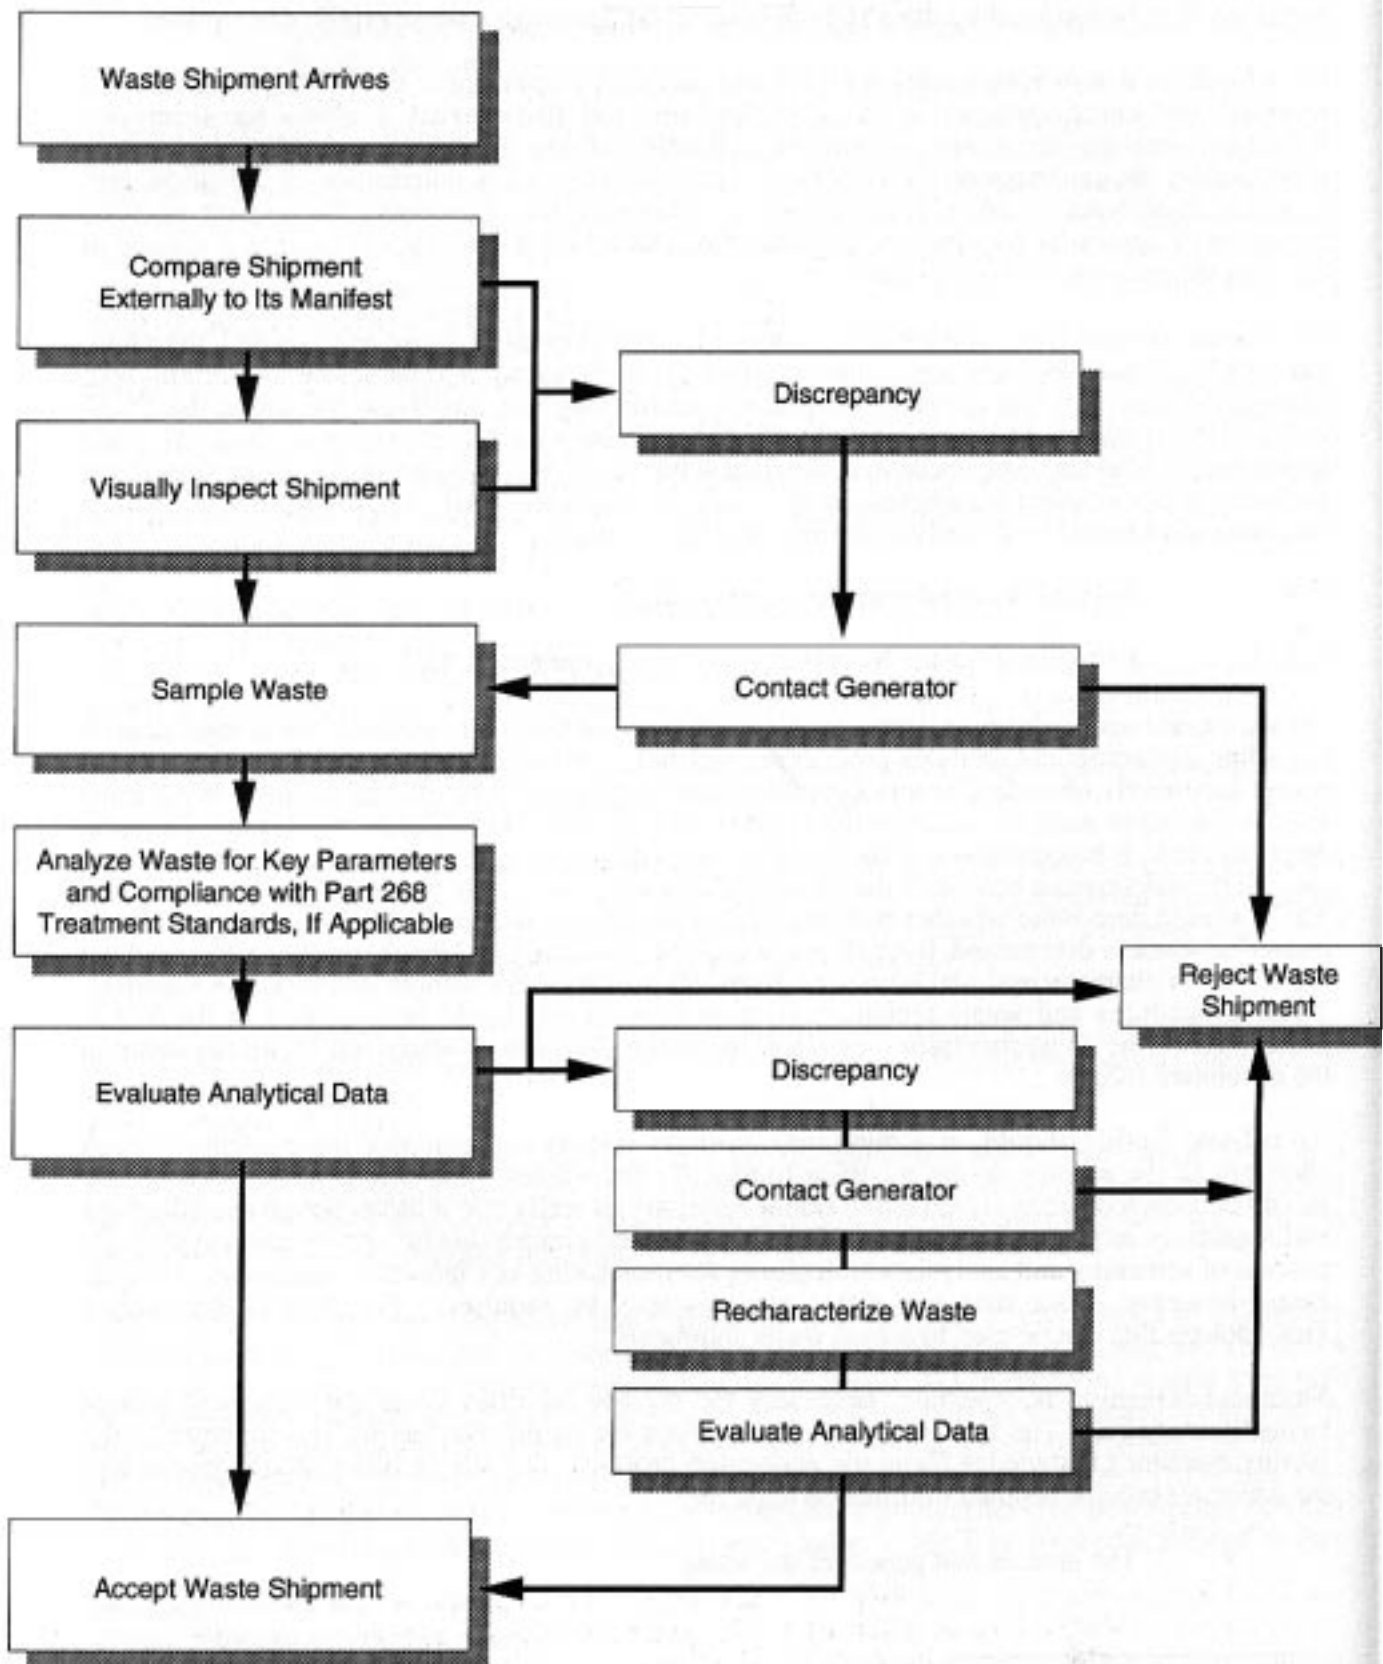 Waste Shipment Arrives
Compare Shipment
Externally to Its Manifest
Discrepancy
Visually Inspect Shipment
Sample Waste
Contact Generator
Analyze Waste for Key Parameters
and Compliance with Part 268
Treatment Standards, If Applicable
Reject Waste
Shipment
Evaluate Analytical Data
Discrepancy
Contact Generator
Recharacterize Waste
Evaluate Analytical Data
Accept Waste Shipment